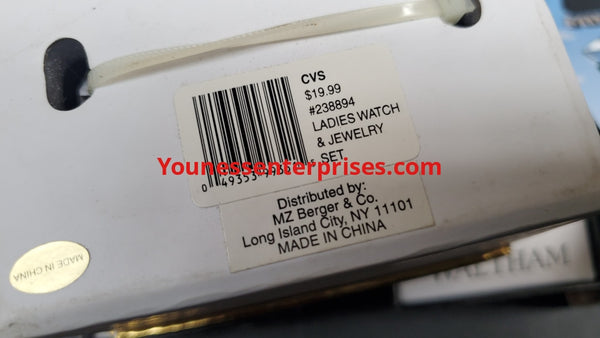 CVS
$19.99
#238894
LADIES WATCH
& JEWELRY
SET
Younessenterprises.com
Distributed by:
MZ Berger & Co.
Long Island City, NY 11101
MADE IN CHINA
MADE IN CHINA
WALTHAM